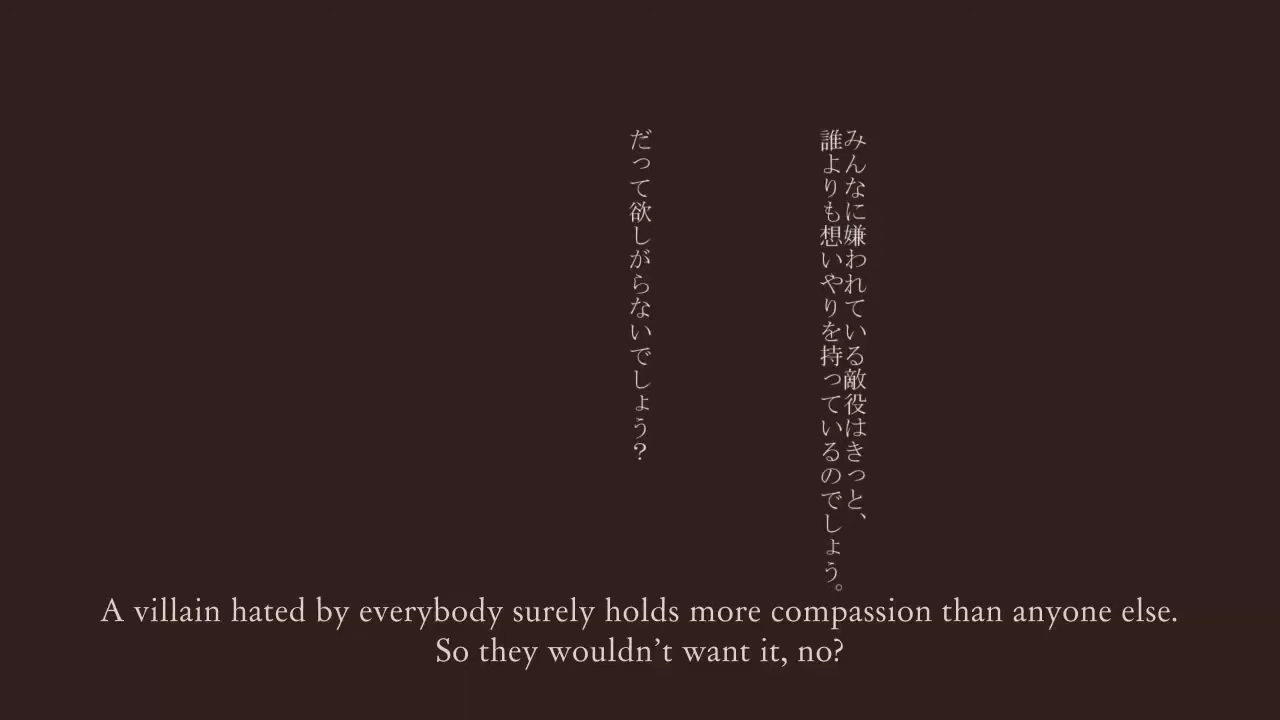 みんなに嫌われている敵役はきっと、
誰よりも想いやりを持っているのでしょう。
だって欲しがらないでしょう?
A villain hated by everybody surely holds more compassion than anyone else.
So they wouldn’t want it, no?